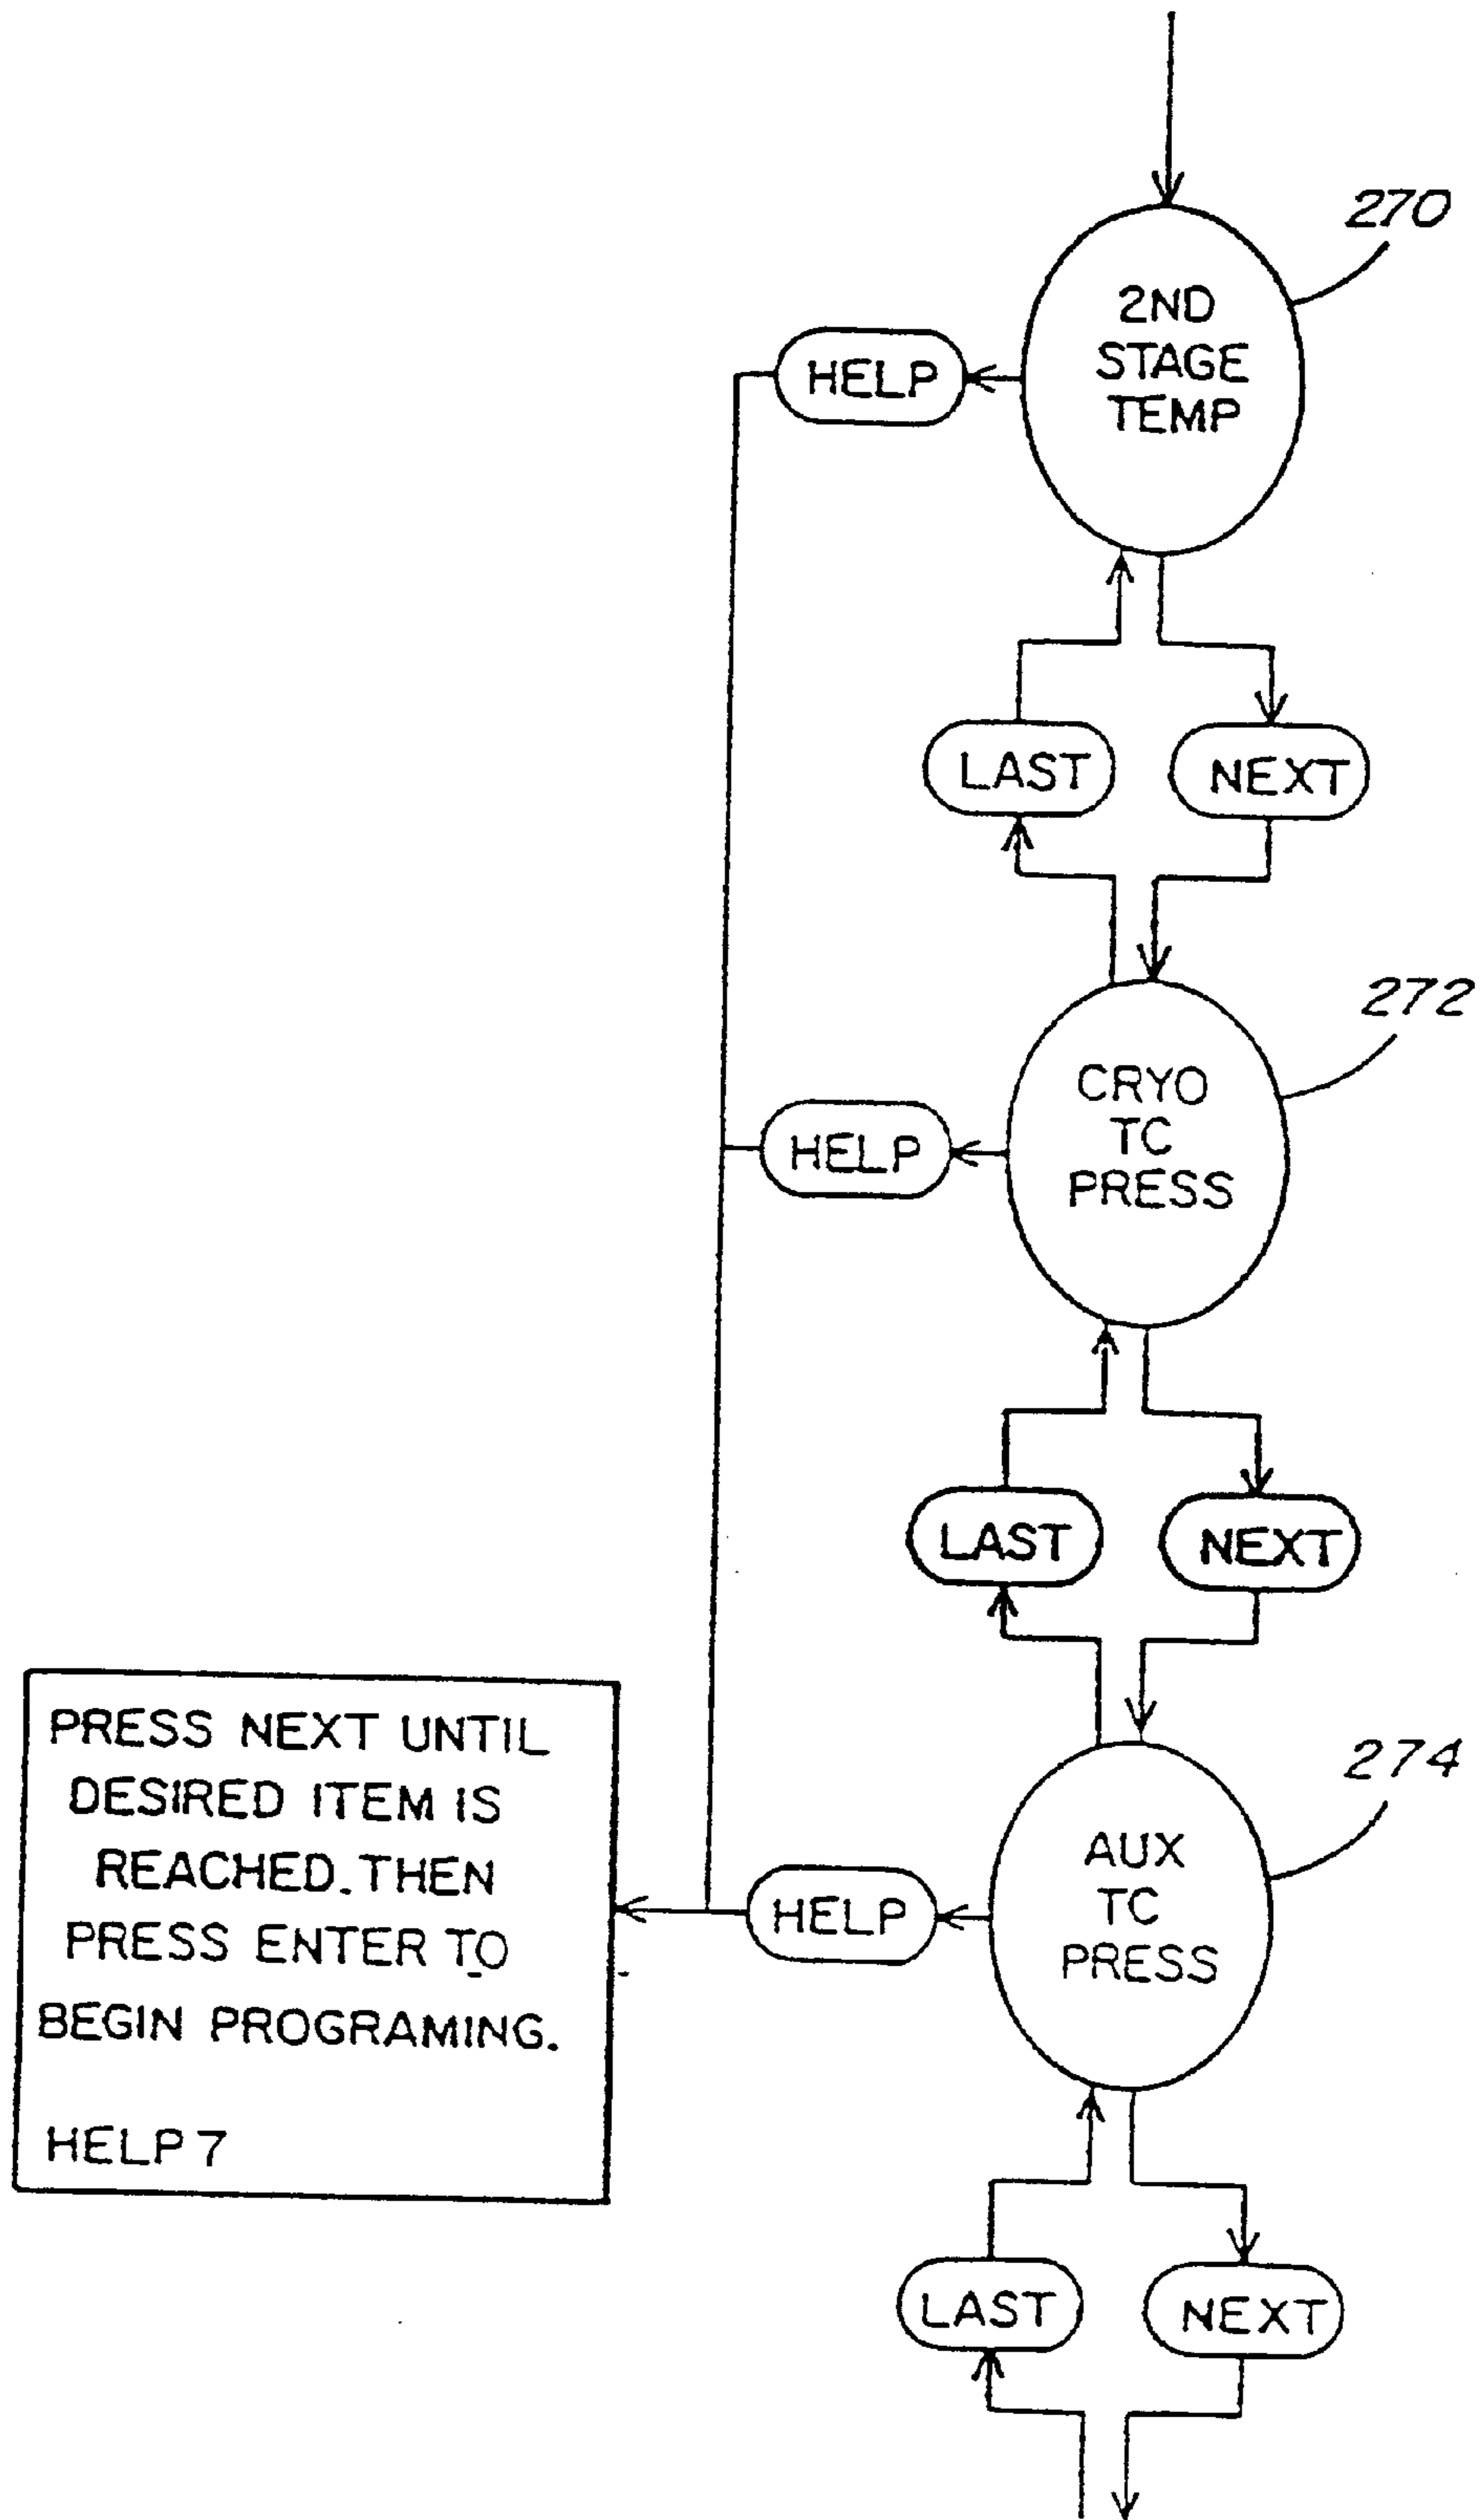 270
2ND
STAGE
TEMP
HELP
LAST
NEXT
272
CRYO
TC
PRESS
HELP
LAST
NEXT
274
AUX
TC
PRESS
HELP
PRESS NEXT UNTIL
DESIRED ITEM IS
REACHED. THEN
PRESS ENTER TO
BEGIN PROGRAMING.
HELP 7
LAST
NEXT